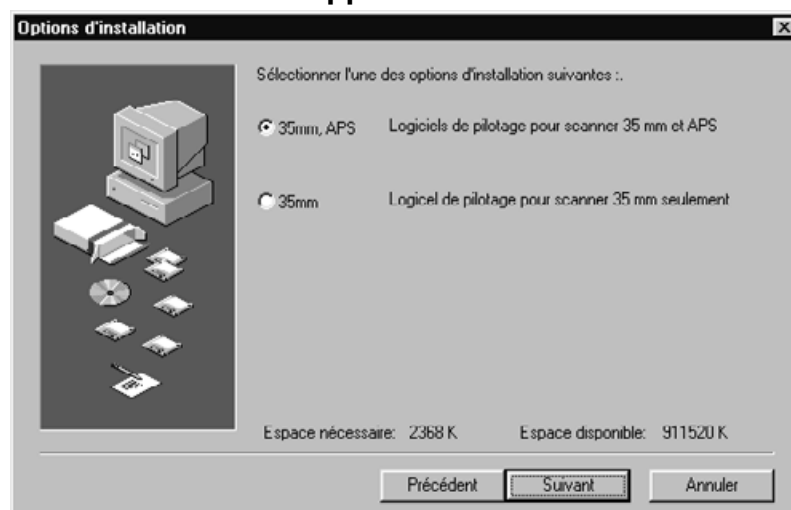 Options d'installation
Sélectionner l'une des options d'installation suivantes :.
35mm, APS Logiciels de pilotage pour scanner 35 mm et APS
35mm Logicel de pilotage pour scanner 35 mm seulement
Espace nécessaire: 2368 K Espace disponible: 911520 K
Précédent Suivant Annuler